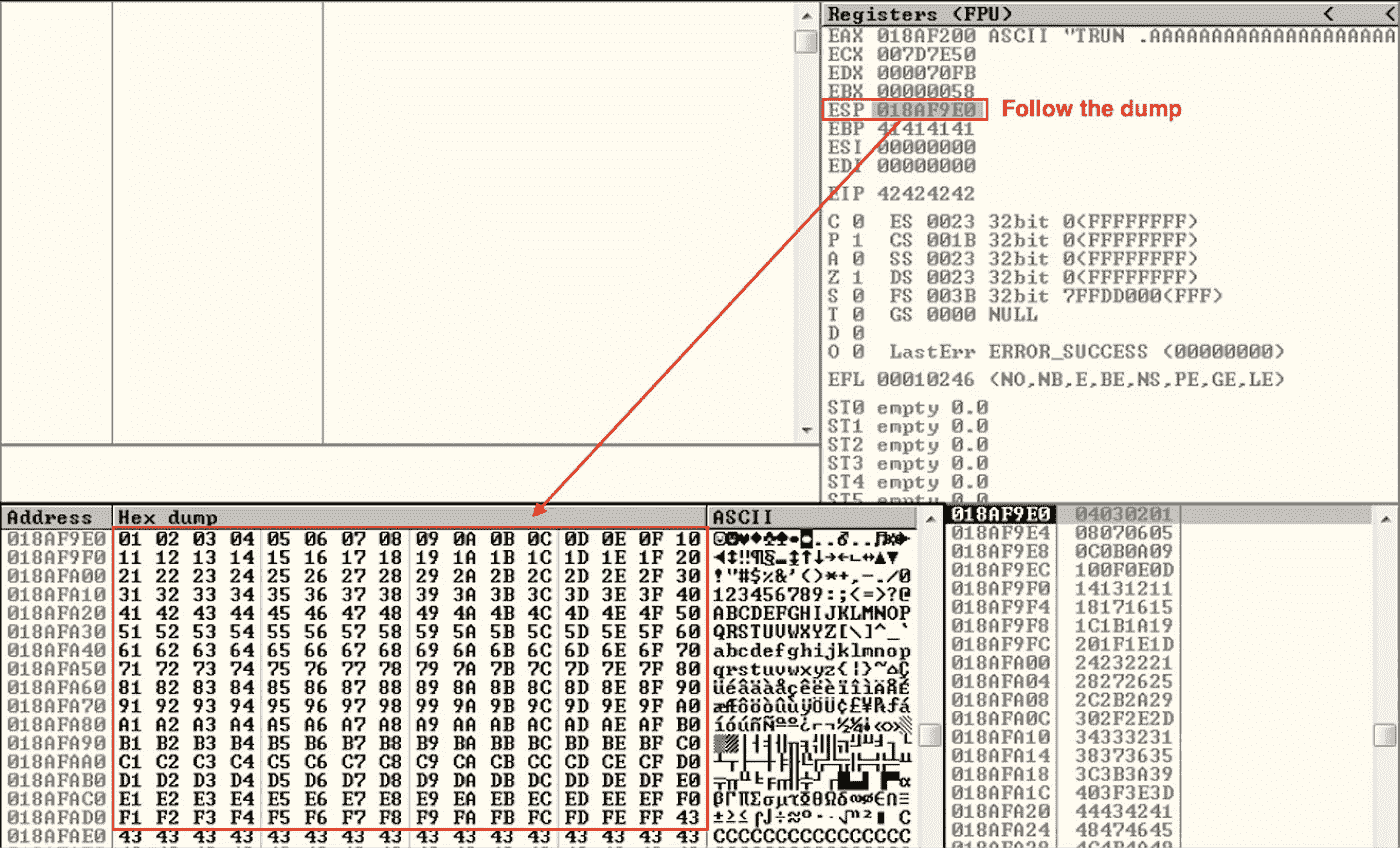 Registers (FPU) < <
EAX 018AF200 ASCII "TRUN .AAAAAAAAAAAAAAAAAAAA
ECX 007D7E50
EDX 000070FB
EBX 00000058
ESP 018AF9E0 Follow the dump
EBP 41414141
ESI 00000000
EDI 00000000
EIP 42424242
C 0 ES 0023 32bit 0(FFFFFFFF)
P 1 CS 001B 32bit 0(FFFFFFFF)
A 0 SS 0023 32bit 0(FFFFFFFF)
Z 1 DS 0023 32bit 0(FFFFFFFF)
S 0 FS 003B 32bit 7FFDD000(FFF)
T 0 GS 0000 NULL
D 0
O 0 LastErr ERROR_SUCCESS (00000000)
EFL 00010246 (NO,NB,E,BE,NS,PE,GE,LE)
ST0 empty 0.0
ST1 empty 0.0
ST2 empty 0.0
ST3 empty 0.0
ST4 empty 0.0
ST5 empty 0.0
Address Hex dump ASCII
018AF9E0 01 02 03 04 05 06 07 08 09 0A 0B 0C 0D 0E 0F 10
018AF9F0 11 12 13 14 15 16 17 18 19 1A 1B 1C 1D 1E 1F 20
018AFA00 21 22 23 24 25 26 27 28 29 2A 2B 2C 2D 2E 2F 30 !"#$%&'()*+,-./0
018AFA10 31 32 33 34 35 36 37 38 39 3A 3B 3C 3D 3E 3F 40 123456789:;<=>?@
018AFA20 41 42 43 44 45 46 47 48 49 4A 4B 4C 4D 4E 4F 50 ABCDEFGHIJKLMNOP
018AFA30 51 52 53 54 55 56 57 58 59 5A 5B 5C 5D 5E 5F 60 QRSTUVWXYZ[\]^_`
018AFA40 61 62 63 64 65 66 67 68 69 6A 6B 6C 6D 6E 6F 70 abcdefghijklmnop
018AFA50 71 72 73 74 75 76 77 78 79 7A 7B 7C 7D 7E 7F 80 qrstuvwxyz{|}~⌂Ç
018AFA60 81 82 83 84 85 86 87 88 89 8A 8B 8C 8D 8E 8F 90 üéâäàåçêëèïîìÄÅÉ
018AFA70 91 92 93 94 95 96 97 98 99 9A 9B 9C 9D 9E 9F A0
018AFA80 A1 A2 A3 A4 A5 A6 A7 A8 A9 AA AB AC AD AE AF B0
018AFA90 B1 B2 B3 B4 B5 B6 B7 B8 B9 BA BB BC BD BE BF C0
018AFAA0 C1 C2 C3 C4 C5 C6 C7 C8 C9 CA CB CC CD CE CF D0
018AFAB0 D1 D2 D3 D4 D5 D6 D7 D8 D9 DA DB DC DD DE DF E0
018AFAC0 E1 E2 E3 E4 E5 E6 E7 E8 E9 EA EB EC ED EE EF F0
018AFAD0 F1 F2 F3 F4 F5 F6 F7 F8 F9 FA FB FC FD FE FF 43
018AFAE0 43 43 43 43 43 43 43 43 43 43 43 43 43 43 43 43 CCCCCCCCCCCCCCCC
018AF9E0 04030201
018AF9E4 08070605
018AF9E8 0C0B0A09
018AF9EC 100F0E0D
018AF9F0 14131211
018AF9F4 18171615
018AF9F8 1C1B1A19
018AF9FC 201F1E1D
018AFA00 24232221
018AFA04 28272625
018AFA08 2C2B2A29
018AFA0C 302F2E2D
018AFA10 34333231
018AFA14 38373635
018AFA18 3C3B3A39
018AFA1C 403F3E3D
018AFA20 44434241
018AFA24 48474645
018AFA28 4C4B4A49